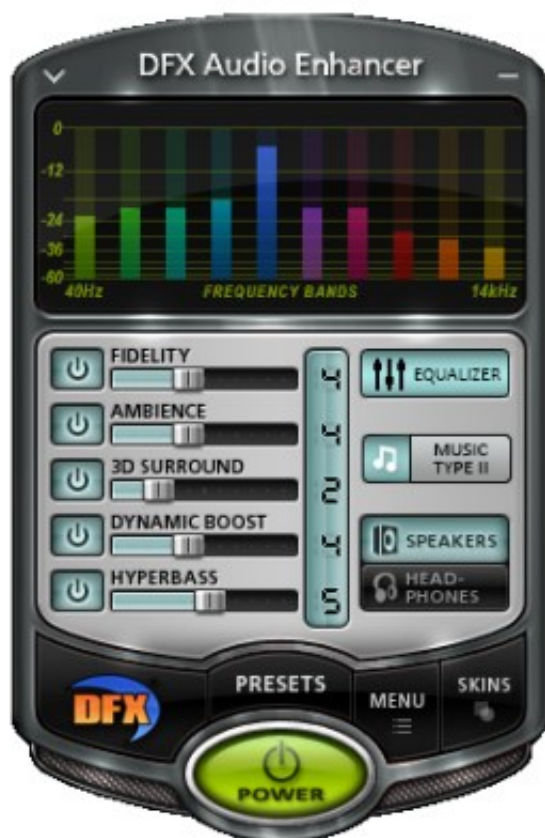 DFX Audio Enhancer
0
-12
-24
-36
-60
40Hz FREQUENCY BANDS 14kHz
FIDELITY
4
EQUALIZER
AMBIENCE
4
MUSIC
TYPE II
3D SURROUND
2
DYNAMIC BOOST
4
SPEAKERS
HYPERBASS
5
HEAD-
PHONES
DFX
PRESETS
MENU
SKINS
POWER